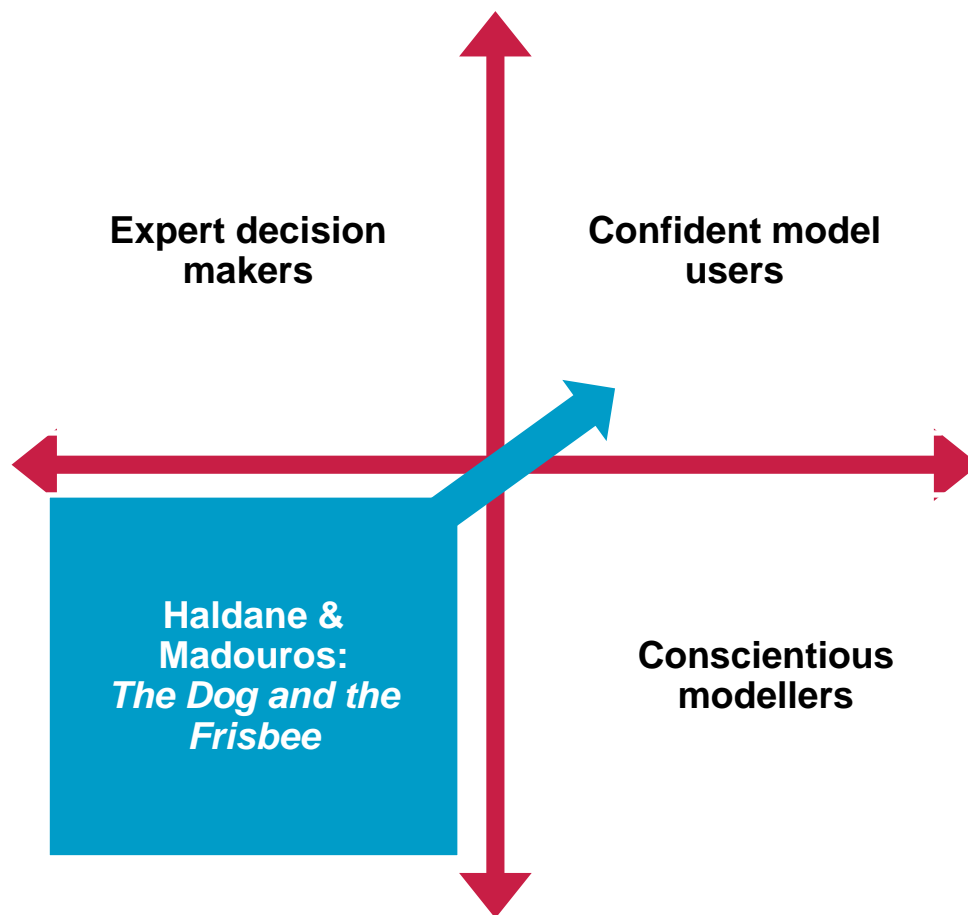 Expert decision
makers
Confident model
users
Haldane &
Madouros:
The Dog and the
Frisbee
Conscientious
modellers